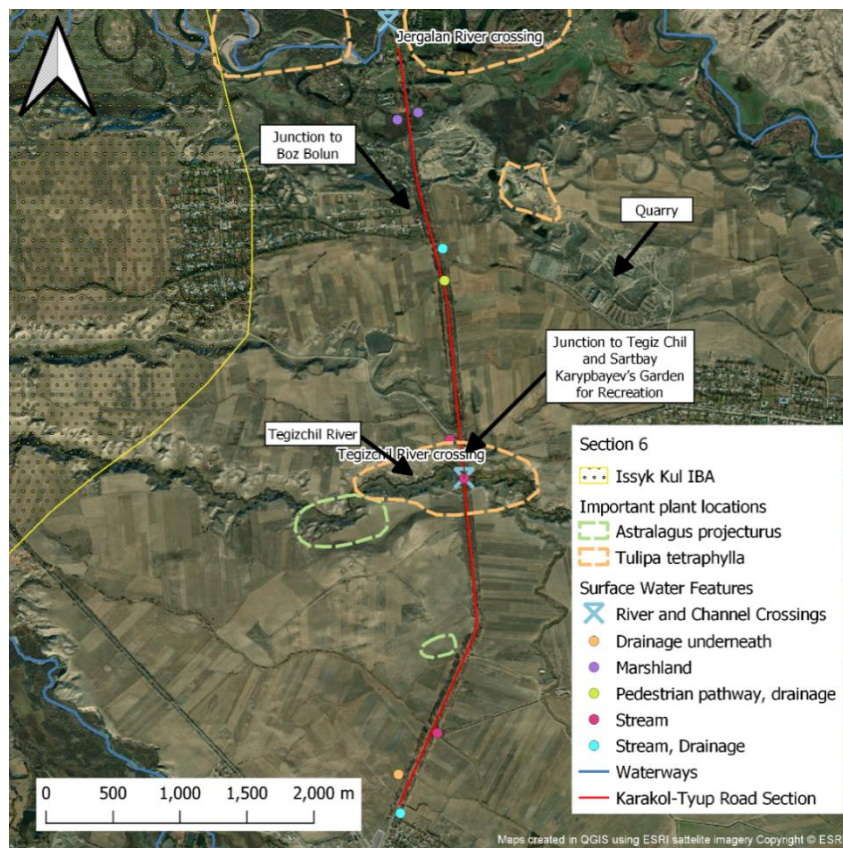 Jergalan River crossing
Junction to
Boz Bolun
Quarry
Junction to Tegiz Chil
and Sartbay
Karypbayev's Garden
for Recreation
Tegizchil River
Tegizchil River crossing
Section 6
Issyk Kul IBA
Important plant locations
Astralagus projecturus
Tulipa tetraphylla
Surface Water Features
River and Channel Crossings
Drainage underneath
Marshland
Pedestrian pathway, drainage
Stream
Stream, Drainage
Waterways
Karakol-Tyup Road Section
0 500 1,000 1,500 2,000 m
Maps created in QGIS using ESRI sattelite imagery Copyright © ESR